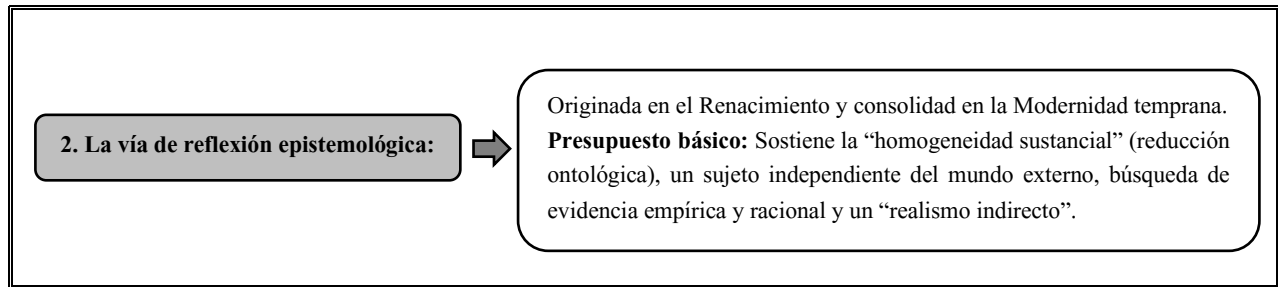 2. La vía de reflexión epistemológica:
Originada en el Renacimiento y consolidad en la Modernidad temprana.
Presupuesto básico: Sostiene la “homogeneidad sustancial” (reducción
ontológica), un sujeto independiente del mundo externo, búsqueda de
evidencia empírica y racional y un “realismo indirecto”.